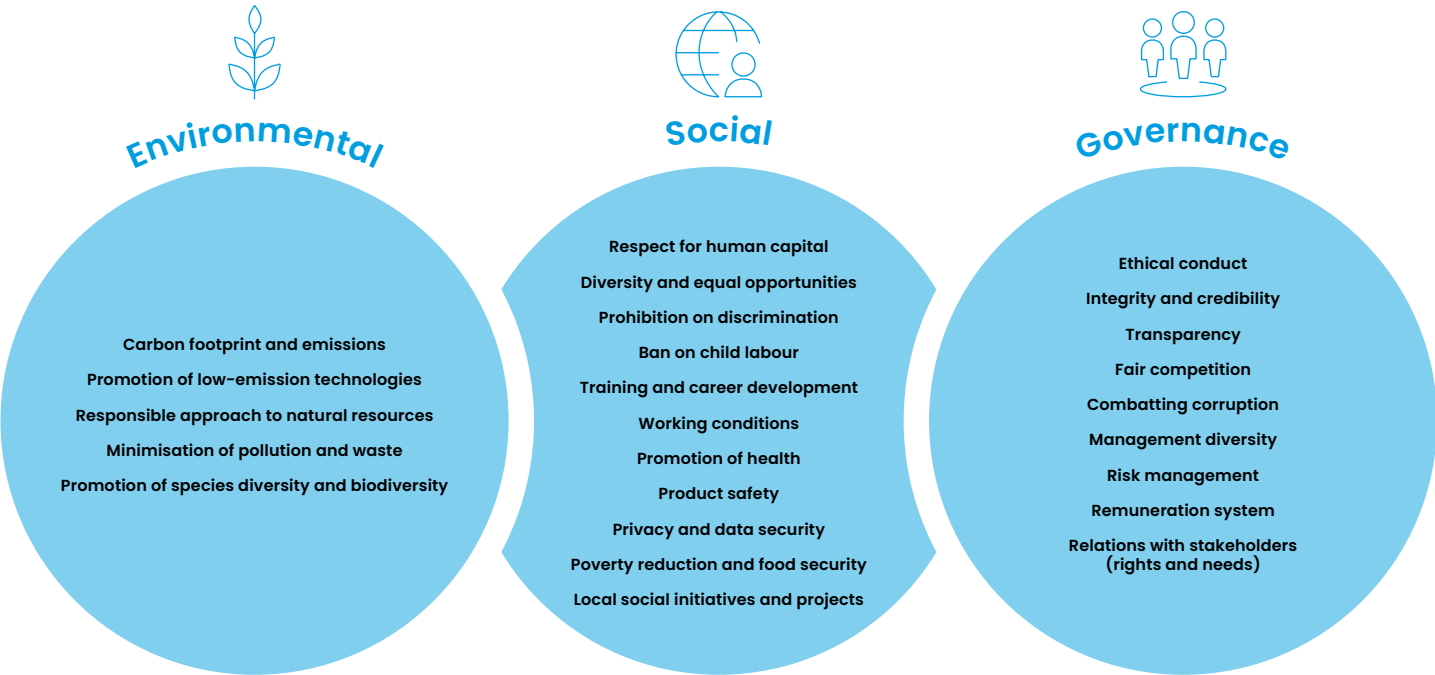 Environmental
Carbon footprint and emissions
Promotion of low-emission technologies
Responsible approach to natural resources
Minimisation of pollution and waste
Promotion of species diversity and biodiversity
Social
Respect for human capital
Diversity and equal opportunities
Prohibition on discrimination
Ban on child labour
Training and career development
Working conditions
Promotion of health
Product safety
Privacy and data security
Poverty reduction and food security
Local social initiatives and projects
Governance
Ethical conduct
Integrity and credibility
Transparency
Fair competition
Combatting corruption
Management diversity
Risk management
Remuneration system
Relations with stakeholders
(rights and needs)